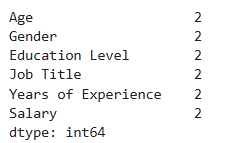 Age 2
Gender 2
Education Level 2
Job Title 2
Years of Experience 2
Salary 2
dtype: int64